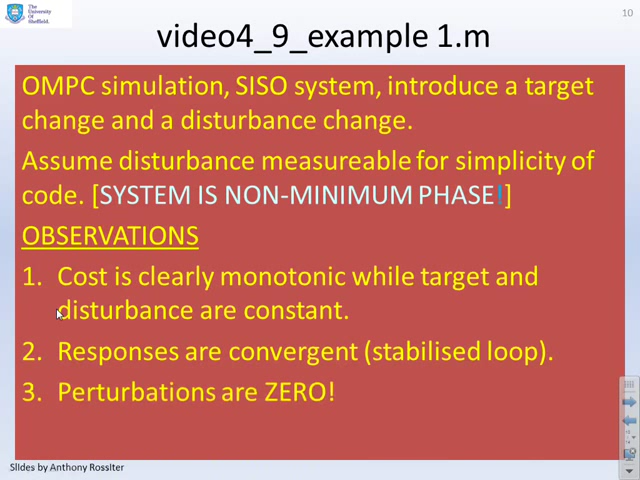 The
University
Of
Sheffield.
10
video4_9_example 1.m
OMPC simulation, SISO system, introduce a target
change and a disturbance change.
Assume disturbance measureable for simplicity of
code. [SYSTEM IS NON-MINIMUM PHASE!]
OBSERVATIONS
1. Cost is clearly monotonic while target and
disturbance are constant.
2. Responses are convergent (stabilised loop).
3. Perturbations are ZERO!
Slides by Anthony Rossiter